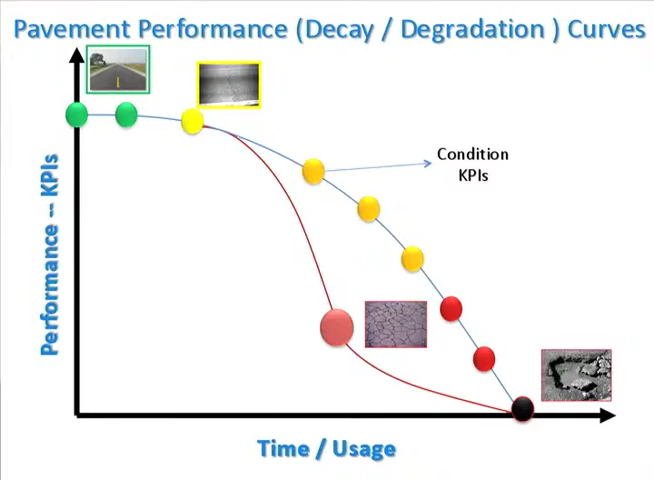 Pavement Performance (Decay / Degradation ) Curves
Condition
KPIs
Performance -- KPIs
Time / Usage